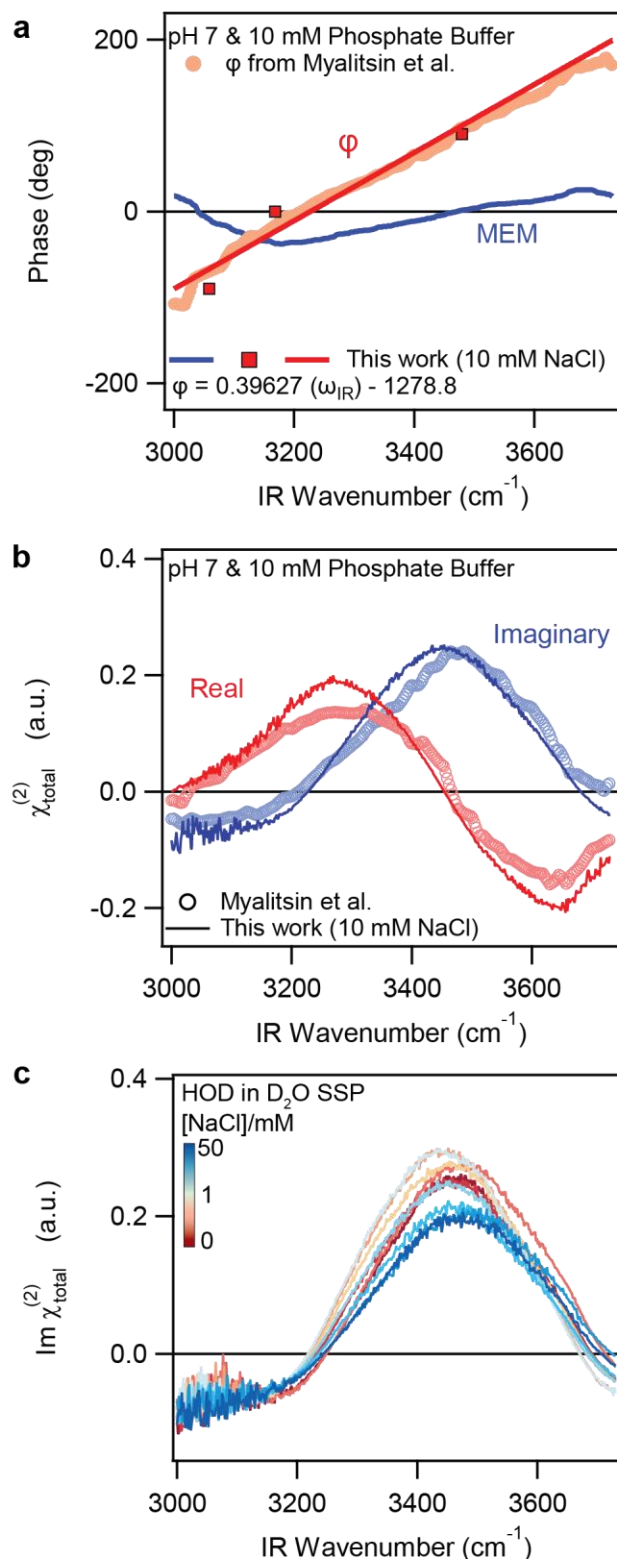 a
pH 7 & 10 mM Phosphate Buffer
φ from Myalitsin et al.
φ
MEM
This work (10 mM NaCl)
φ = 0.39627 (ω_IR) - 1278.8
200
0
-200
Phase (deg)
3000 3200 3400 3600
IR Wavenumber (cm⁻¹)
b
pH 7 & 10 mM Phosphate Buffer
Imaginary
Real
Myalitsin et al.
This work (10 mM NaCl)
0.4
0.2
0.0
-0.2
χ_total^(2) (a.u.)
3000 3200 3400 3600
IR Wavenumber (cm⁻¹)
c
HOD in D₂O SSP
[NaCl]/mM
50
1
0
0.4
0.2
0.0
Im χ_total^(2) (a.u.)
3000 3200 3400 3600
IR Wavenumber (cm⁻¹)